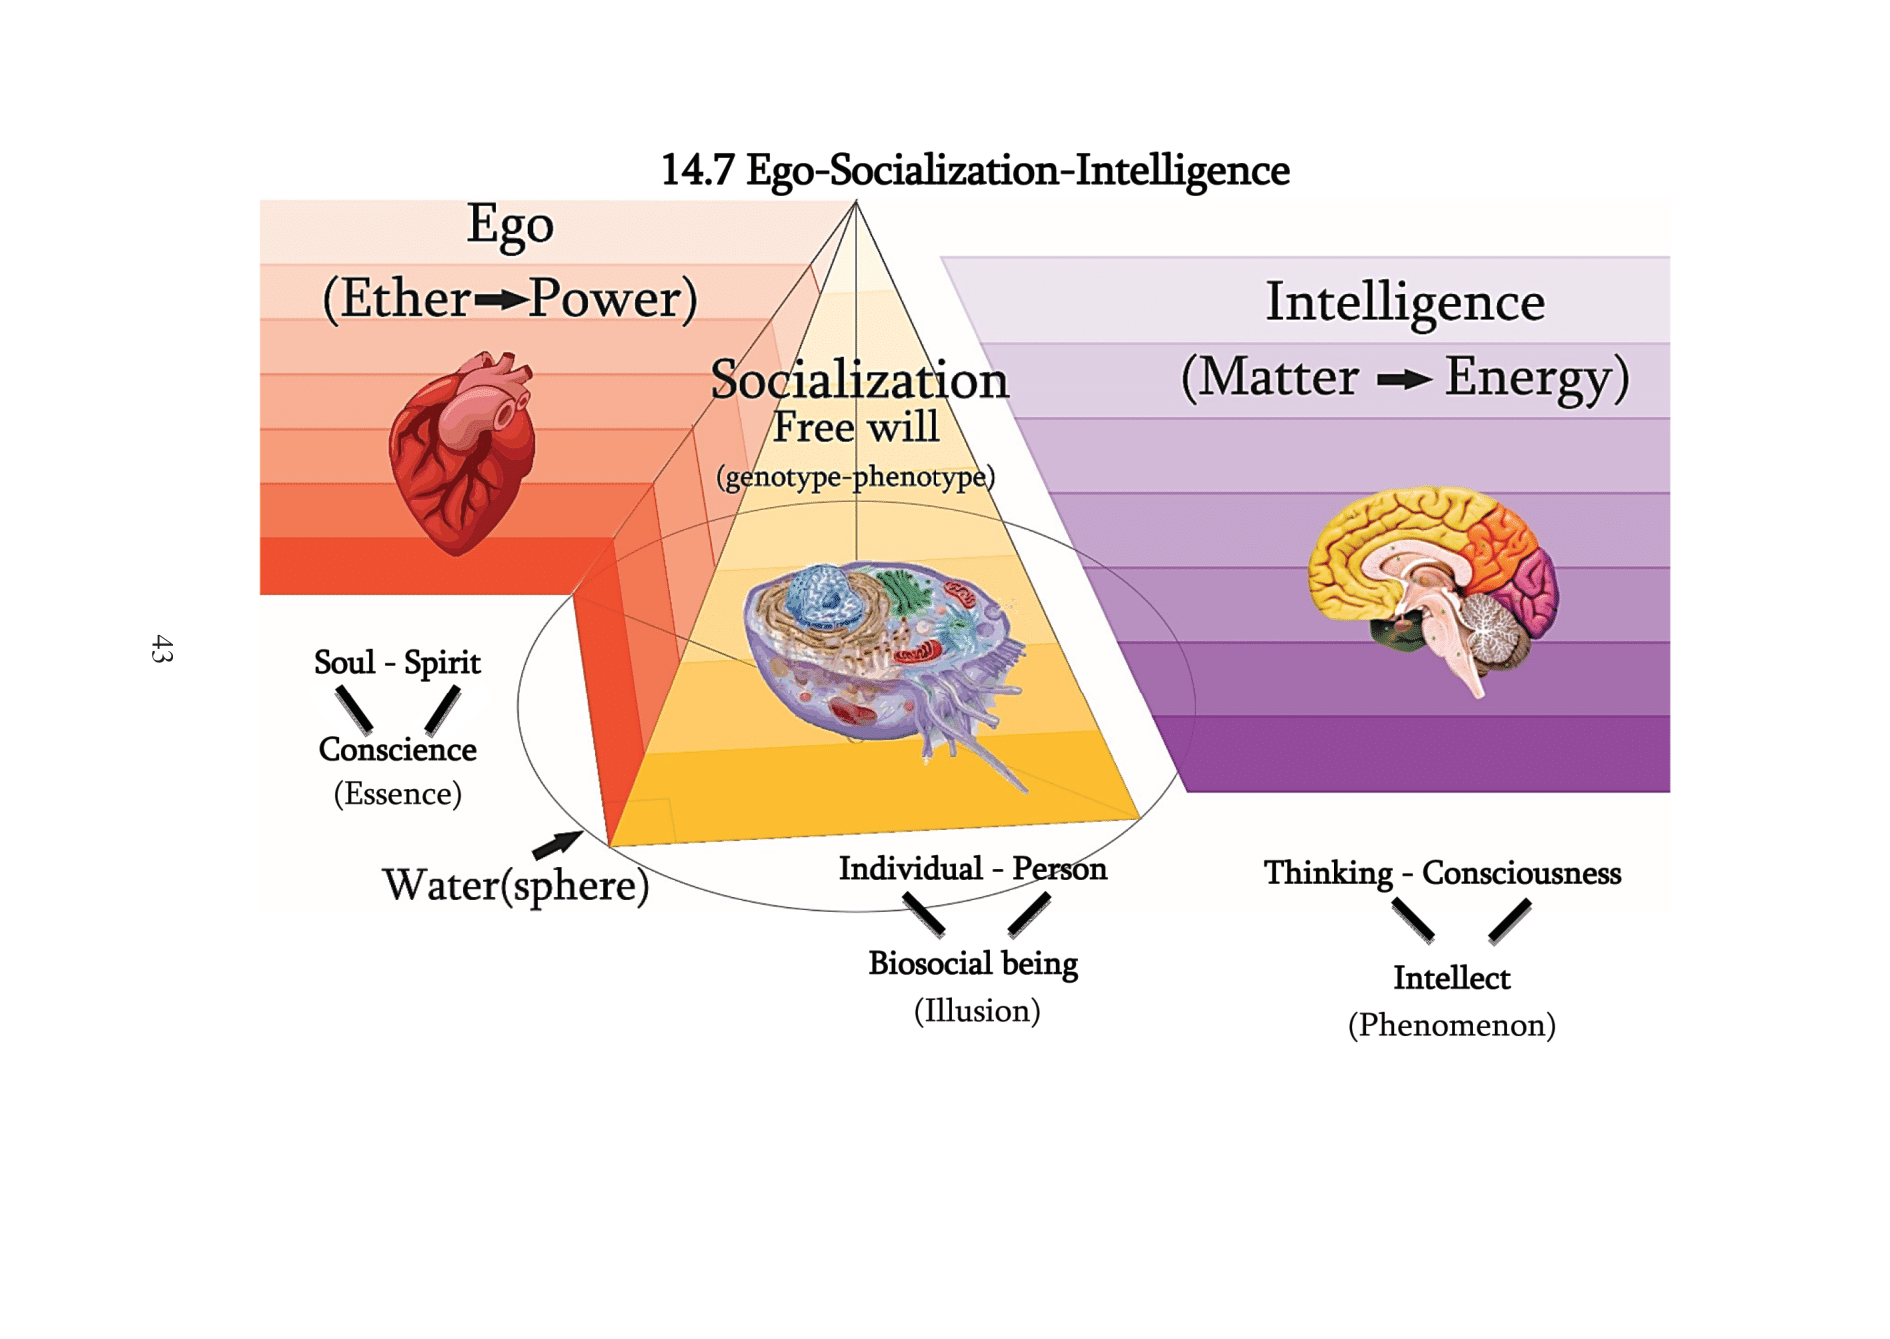 14.7 Ego-Socialization-Intelligence
Ego
(Ether➡Power)
Socialization
Free will
(genotype-phenotype)
Intelligence
(Matter ➡ Energy)
43
Soul - Spirit
Conscience
(Essence)
Water(sphere)
Individual - Person
Biosocial being
(Illusion)
Thinking - Consciousness
Intellect
(Phenomenon)